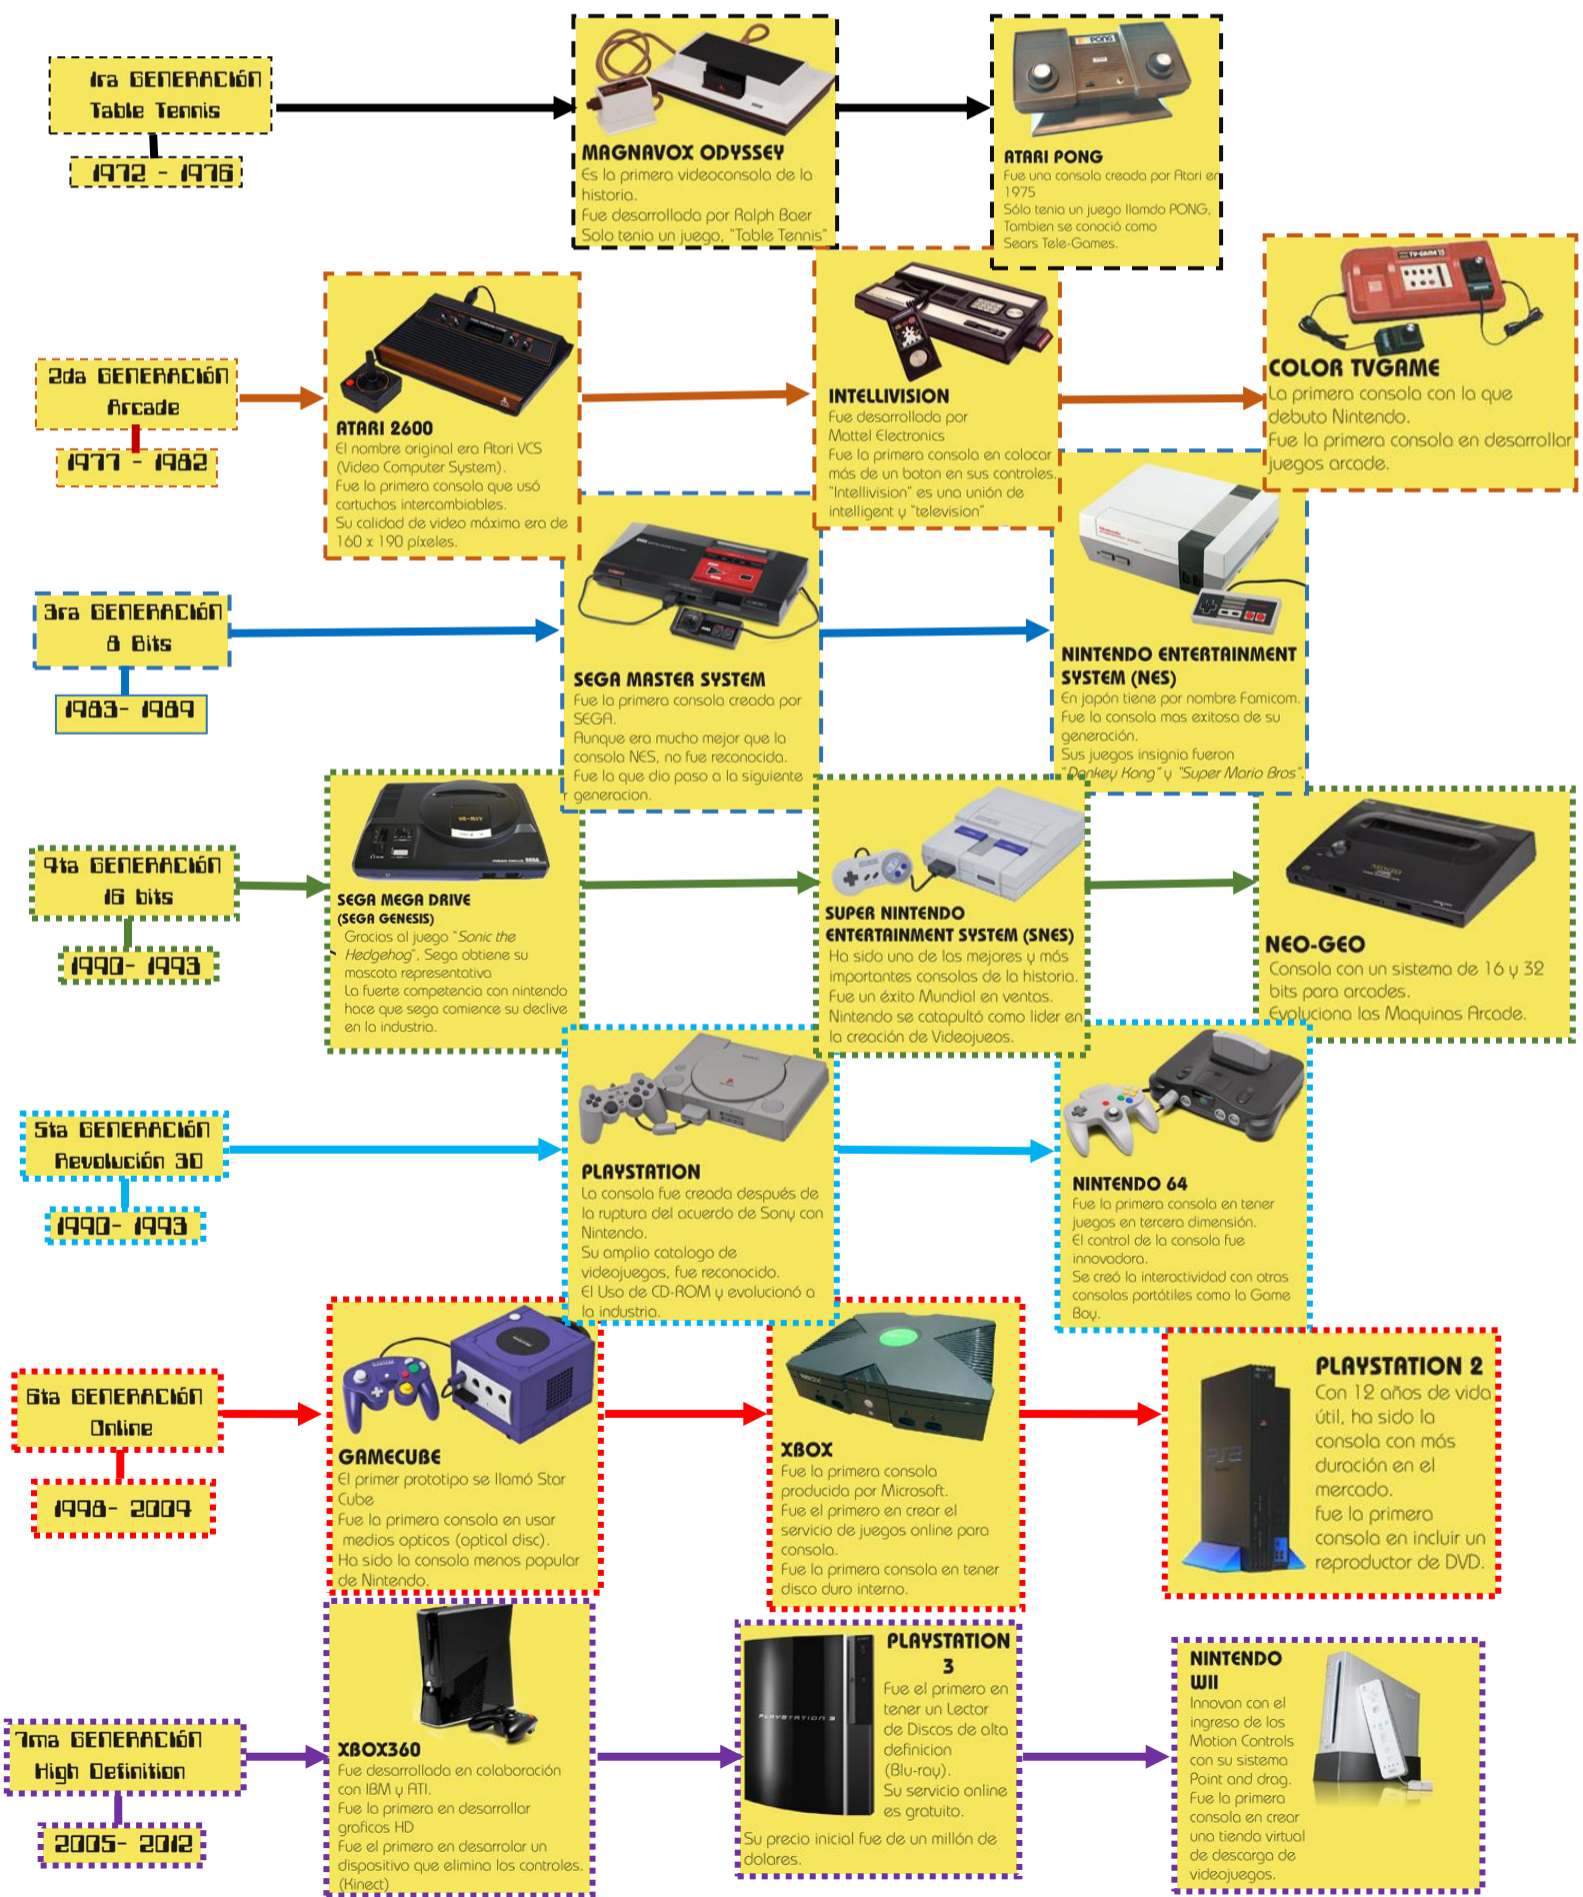 1ra GENERACIÓN
Table Tennis
1972 - 1976
MAGNAVOX ODYSSEY
Es la primera videoconsola de la
historia.
Fue desarrollada por Ralph Baer
Solo tenia un juego, "Table Tennis"
PONG
ATARI PONG
Fue una consola creada por Atari en
1975
Sólo tenia un juego llamdo PONG,
Tambien se conoció como
Sears Tele-Games.
2da GENERACIÓN
Arcade
1977 - 1982
ATARI 2600
El nombre original era Atari VCS
(Video Computer System).
Fue la primera consola que usó
cartuchos intercambiables.
Su calidad de video máxima era de
160 x 190 píxeles.
INTELLIVISION
Fue desarrollada por
Mattel Electronics
Fue la primera consola en colocar
más de un boton en sus controles.
"Intellivision" es una unión de
intelligent y "television"
TV-GAME 15
COLOR TVGAME
La primera consola con la que
debuto Nintendo.
Fue la primera consola en desarrollar
juegos arcade.
3ra GENERACIÓN
8 Bits
1983- 1989
SEGA MASTER SYSTEM
Fue la primera consola creada por
SEGA.
Aunque era mucho mejor que la
consola NES, no fue reconocida.
Fue la que dio paso a la siguiente
r generacion.
NINTENDO ENTERTAINMENT
SYSTEM (NES)
En japón tiene por nombre Famicom.
Fue la consola mas exitosa de su
generación.
Sus juegos insignia fueron
"Donkey Kong" y "Super Mario Bros".
4ta GENERACIÓN
16 bits
1990- 1993
16-BIT
SEGA MEGA DRIVE
(SEGA GENESIS)
Gracias al juego "Sonic the
Hedgehog", Sega obtiene su
mascota representativa
La fuerte competencia con nintendo
hace que sega comience su declive
en la industria.
SUPER NINTENDO
ENTERTAINMENT SYSTEM (SNES)
Ha sido una de las mejores y más
importantes consolas de la historia.
Fue un éxito Mundial en ventas.
Nintendo se catapultó como lider en
la creación de Videojueos.
NEO-GEO
Consola con un sistema de 16 y 32
bits para arcades.
Evoluciona las Maquinas Arcade.
5ta GENERACIÓN
Revolución 3D
1990- 1993
PLAYSTATION
La consola fue creada después de
la ruptura del acuerdo de Sony con
Nintendo.
Su amplio catalogo de
videojuegos, fue reconocido.
El Uso de CD-ROM y evolucionó a
la industria.
NINTENDO 64
Fue la primera consola en tener
juegos en tercera dimensión.
El control de la consola fue
innovadora.
Se creó la interactividad con otras
consolas portátiles como la Game
Boy.
6ta GENERACIÓN
Online
1998- 2004
GAMECUBE
El primer prototipo se llamó Star
Cube
Fue la primera consola en usar
medios opticos (optical disc).
Ha sido la consola menos popular
de Nintendo.
XBOX
XBOX
Fue la primera consola
producida por Microsoft.
Fue el primero en crear el
servicio de juegos online para
consola.
Fue la primera consola en tener
disco duro interno.
PS2
PLAYSTATION 2
Con 12 años de vida
útil, ha sido la
consola con más
duración en el
mercado.
fue la primera
consola en incluir un
reproductor de DVD.
7ma GENERACIÓN
High Definition
2005- 2012
XBOX360
Fue desarrollada en colaboración
con IBM y ATI.
Fue la primera en desarrollar
graficos HD
Fue el primero en desarrolar un
dispositivo que elimina los controles.
(Kinect)
PLAYSTATION 3
PLAYSTATION
3
Fue el primero en
tener un Lector
de Discos de alta
definicion
(Blu-ray).
Su servicio online
es gratuito.
Su precio inicial fue de un millón de
dolares.
NINTENDO
WII
Innovan con el
ingreso de los
Motion Controls
con su sistema
Point and drag.
Fue la primera
consola en crear
una tienda virtual
de descarga de
videojuegos.